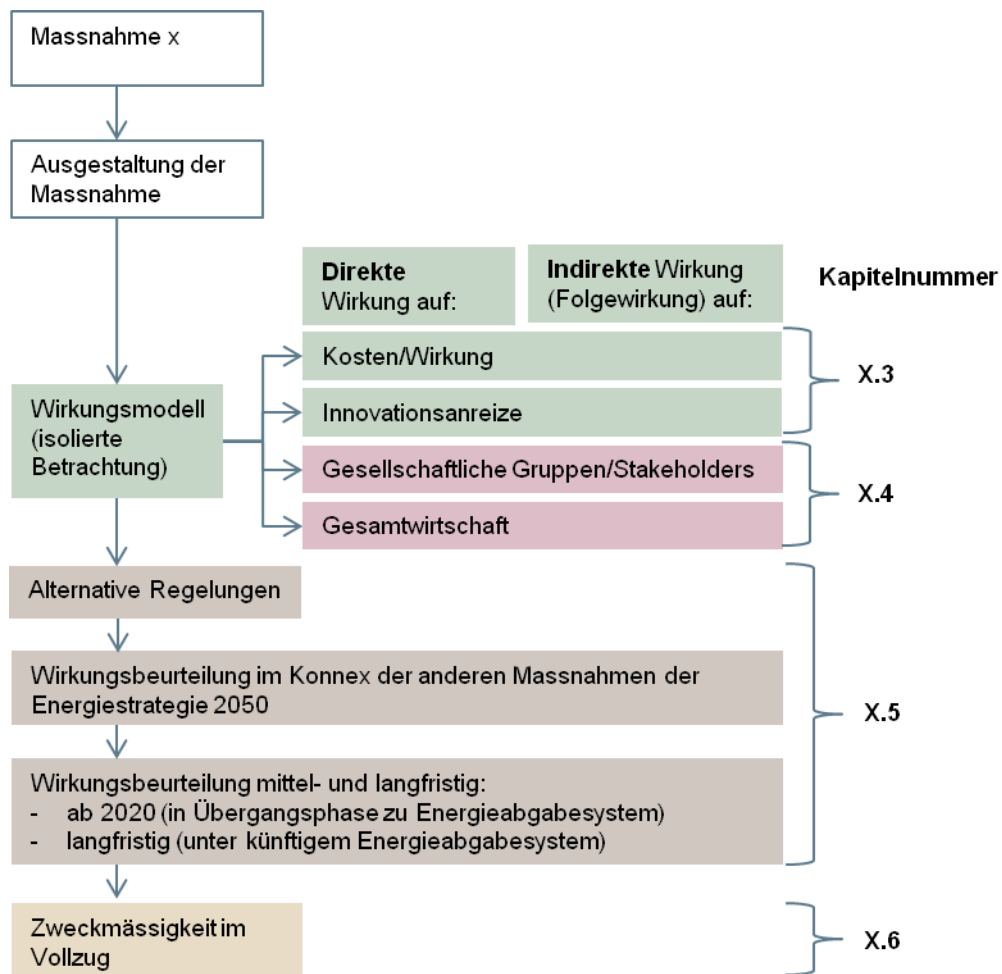 Massnahme x
Ausgestaltung der
Massnahme
Direkte
Wirkung auf:
Indirekte Wirkung
(Folgewirkung) auf:
Kapitelnummer
Kosten/Wirkung
X.3
Wirkungsmodell
(isolierte
Betrachtung)
Innovationsanreize
Gesellschaftliche Gruppen/Stakeholders
X.4
Gesamtwirtschaft
Alternative Regelungen
Wirkungsbeurteilung im Konnex der anderen Massnahmen der
Energiestrategie 2050
X.5
Wirkungsbeurteilung mittel- und langfristig:
- ab 2020 (in Übergangsphase zu Energieabgabesystem)
- langfristig (unter künftigem Energieabgabesystem)
Zweckmässigkeit im
Vollzug
X.6